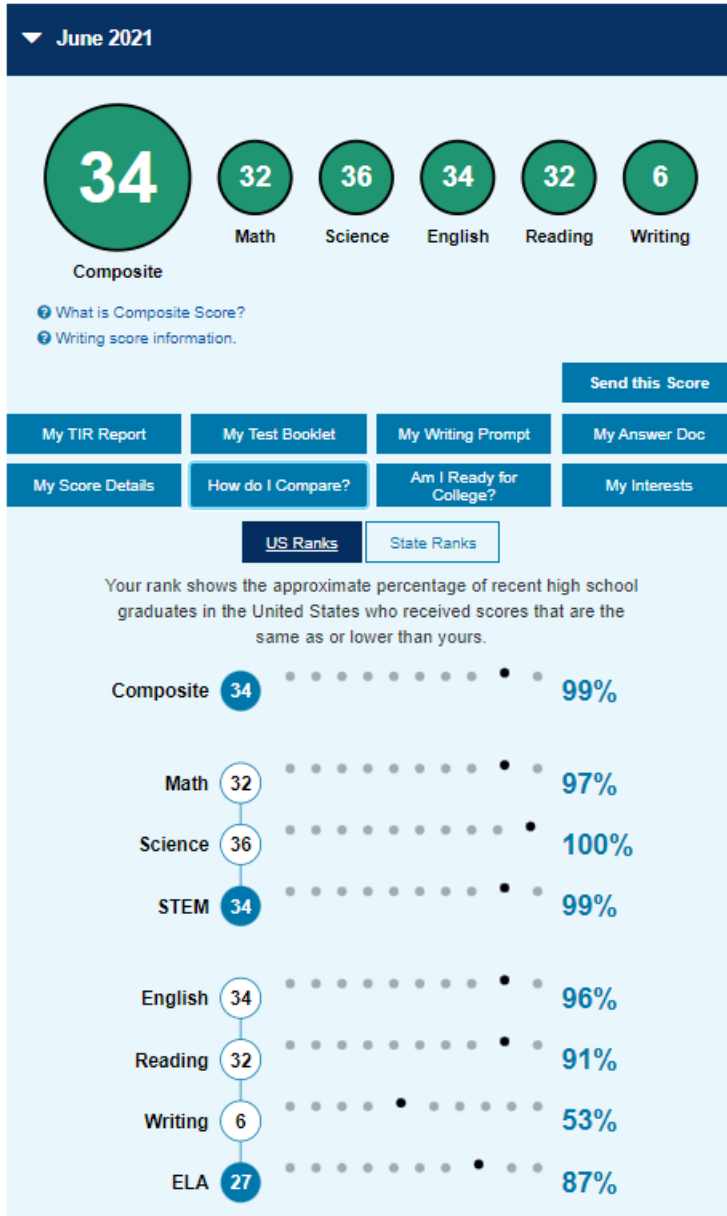 June 2021
34 32 36 34 32 6
Math Science English Reading Writing
Composite
What is Composite Score?
Writing score information.
Send this Score
My TIR Report My Test Booklet My Writing Prompt My Answer Doc
My Score Details How do I Compare? Am I Ready for College? My Interests
US Ranks State Ranks
Your rank shows the approximate percentage of recent high school
graduates in the United States who received scores that are the
same as or lower than yours.
Composite 34 99%
Math 32 97%
Science 36 100%
STEM 34 99%
English 34 96%
Reading 32 91%
Writing 6 53%
ELA 27 87%